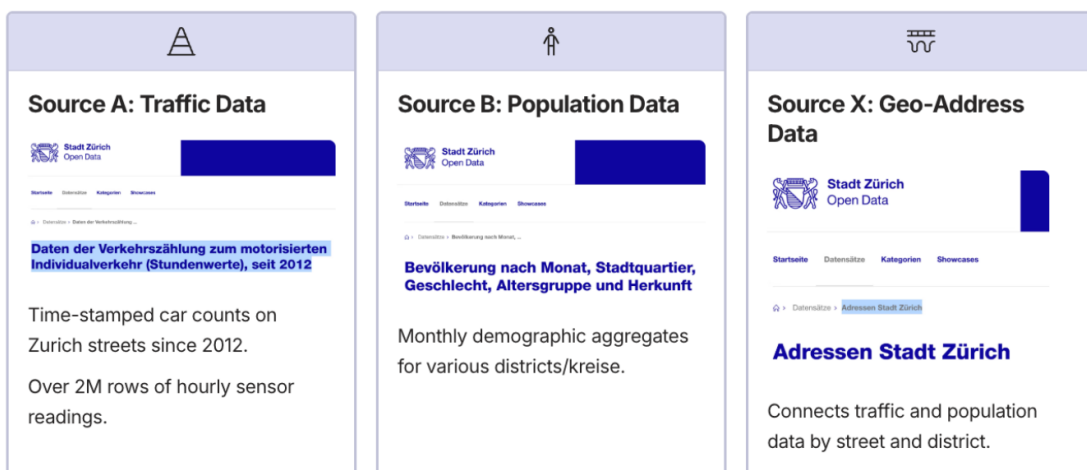 Source A: Traffic Data
Stadt Zürich
Open Data
Startseite Datensätze Kategorien Showcases
Datensätze > Daten der Verkehrszählung ...
Daten der Verkehrszählung zum motorisierten
Individualverkehr (Stundenwerte), seit 2012
Time-stamped car counts on
Zurich streets since 2012.
Over 2M rows of hourly sensor
readings.
Source B: Population Data
Stadt Zürich
Open Data
Startseite Datensätze Kategorien Showcases
Datensätze > Bevölkerung nach Monat, ...
Bevölkerung nach Monat, Stadtquartier,
Geschlecht, Altersgruppe und Herkunft
Monthly demographic aggregates
for various districts/kreise.
Source X: Geo-Address
Data
Stadt Zürich
Open Data
Startseite Datensätze Kategorien Showcases
Datensätze > Adressen Stadt Zürich
Adressen Stadt Zürich
Connects traffic and population
data by street and district.